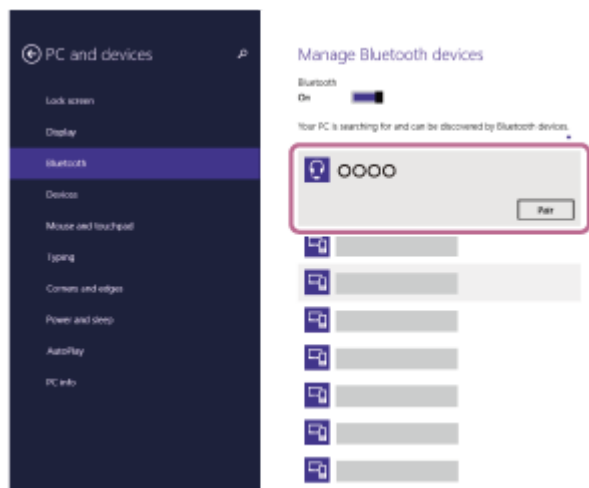 PC and devices
Lock screen
Display
Bluetooth
Devices
Mouse and touchpad
Typing
Corners and edges
Power and sleep
AutoPlay
PC info
Manage Bluetooth devices
Bluetooth
On
Your PC is searching for and can be discovered by Bluetooth devices.
OOOO
Pair